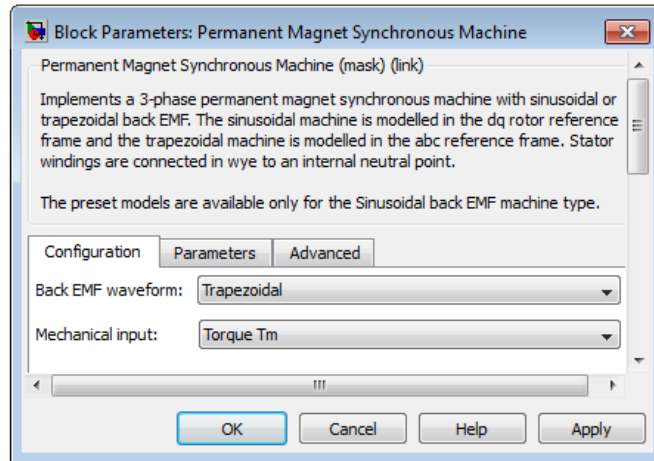 Block Parameters: Permanent Magnet Synchronous Machine
Permanent Magnet Synchronous Machine (mask) (link)
Implements a 3-phase permanent magnet synchronous machine with sinusoidal or
trapezoidal back EMF. The sinusoidal machine is modelled in the dq rotor reference
frame and the trapezoidal machine is modelled in the abc reference frame. Stator
windings are connected in wye to an internal neutral point.
The preset models are available only for the Sinusoidal back EMF machine type.
Configuration Parameters Advanced
Back EMF waveform: Trapezoidal
Mechanical input: Torque Tm
OK Cancel Help Apply